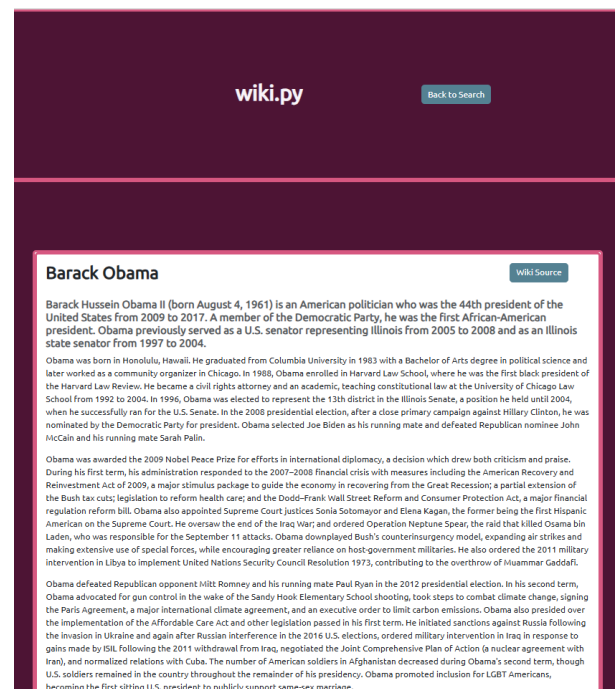 wiki.py
Back to Search
Barack Obama
Wiki Source
Barack Hussein Obama II (born August 4, 1961) is an American politician who was the 44th president of the
United States from 2009 to 2017. A member of the Democratic Party, he was the first African-American
president. Obama previously served as a U.S. senator representing Illinois from 2005 to 2008 and as an Illinois
state senator from 1997 to 2004.
Obama was born in Honolulu, Hawaii. He graduated from Columbia University in 1983 with a Bachelor of Arts degree in political science and
later worked as a community organizer in Chicago. In 1988, Obama enrolled in Harvard Law School, where he was the first black president of
the Harvard Law Review. He became a civil rights attorney and an academic, teaching constitutional law at the University of Chicago Law
School from 1992 to 2004. In 1996, Obama was elected to represent the 13th district in the Illinois Senate, a position he held until 2004,
when he successfully ran for the U.S. Senate. In the 2008 presidential election, after a close primary campaign against Hillary Clinton, he was
nominated by the Democratic Party for president. Obama selected Joe Biden as his running mate and defeated Republican nominee John
McCain and his running mate Sarah Palin.
Obama was awarded the 2009 Nobel Peace Prize for efforts in international diplomacy, a decision which drew both criticism and praise.
During his first term, his administration responded to the 2007–2008 financial crisis with measures including the American Recovery and
Reinvestment Act of 2009, a major stimulus package to guide the economy in recovering from the Great Recession; a partial extension of
the Bush tax cuts; legislation to reform health care; and the Dodd–Frank Wall Street Reform and Consumer Protection Act, a major financial
regulation reform bill. Obama also appointed Supreme Court justices Sonia Sotomayor and Elena Kagan, the former being the first Hispanic
American on the Supreme Court. He oversaw the end of the Iraq War; and ordered Operation Neptune Spear, the raid that killed Osama bin
Laden, who was responsible for the September 11 attacks. Obama downplayed Bush's counterinsurgency model, expanding air strikes and
making extensive use of special forces, while encouraging greater reliance on host-government militaries. He also ordered the 2011 military
intervention in Libya to implement United Nations Security Council Resolution 1973, contributing to the overthrow of Muammar Gaddafi.
Obama defeated Republican opponent Mitt Romney and his running mate Paul Ryan in the 2012 presidential election. In his second term,
Obama advocated for gun control in the wake of the Sandy Hook Elementary School shooting, took steps to combat climate change, signing
the Paris Agreement, a major international climate agreement, and an executive order to limit carbon emissions. Obama also presided over
the implementation of the Affordable Care Act and other legislation passed in his first term. He initiated sanctions against Russia following
the invasion in Ukraine and again after Russian interference in the 2016 U.S. elections, ordered military intervention in Iraq in response to
gains made by ISIL following the 2011 withdrawal from Iraq, negotiated the Joint Comprehensive Plan of Action (a nuclear agreement with
Iran), and normalized relations with Cuba. The number of American soldiers in Afghanistan decreased during Obama's second term, though
U.S. soldiers remained in the country throughout the remainder of his presidency. Obama promoted inclusion for LGBT Americans,
becoming the first sitting U.S. president to publicly support same-sex marriage.